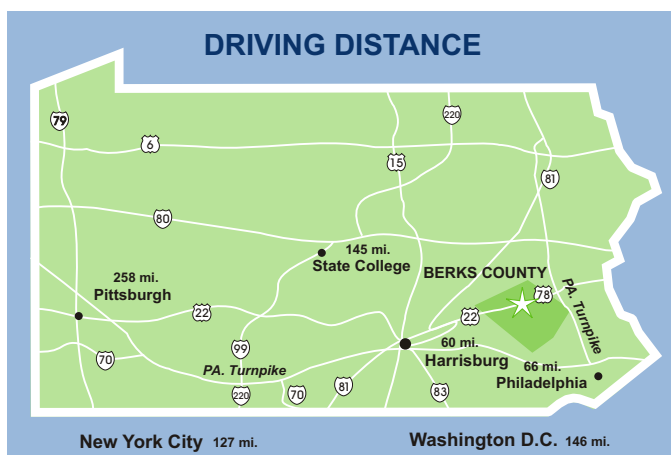 DRIVING DISTANCE
79
6
220
15
81
80
145 mi.
State College
BERKS COUNTY
258 mi.
Pittsburgh
78
PA. Turnpike
22
22
60 mi.
Harrisburg
99
70
PA. Turnpike
66 mi.
Philadelphia
220
70
81
83
New York City 127 mi.
Washington D.C. 146 mi.